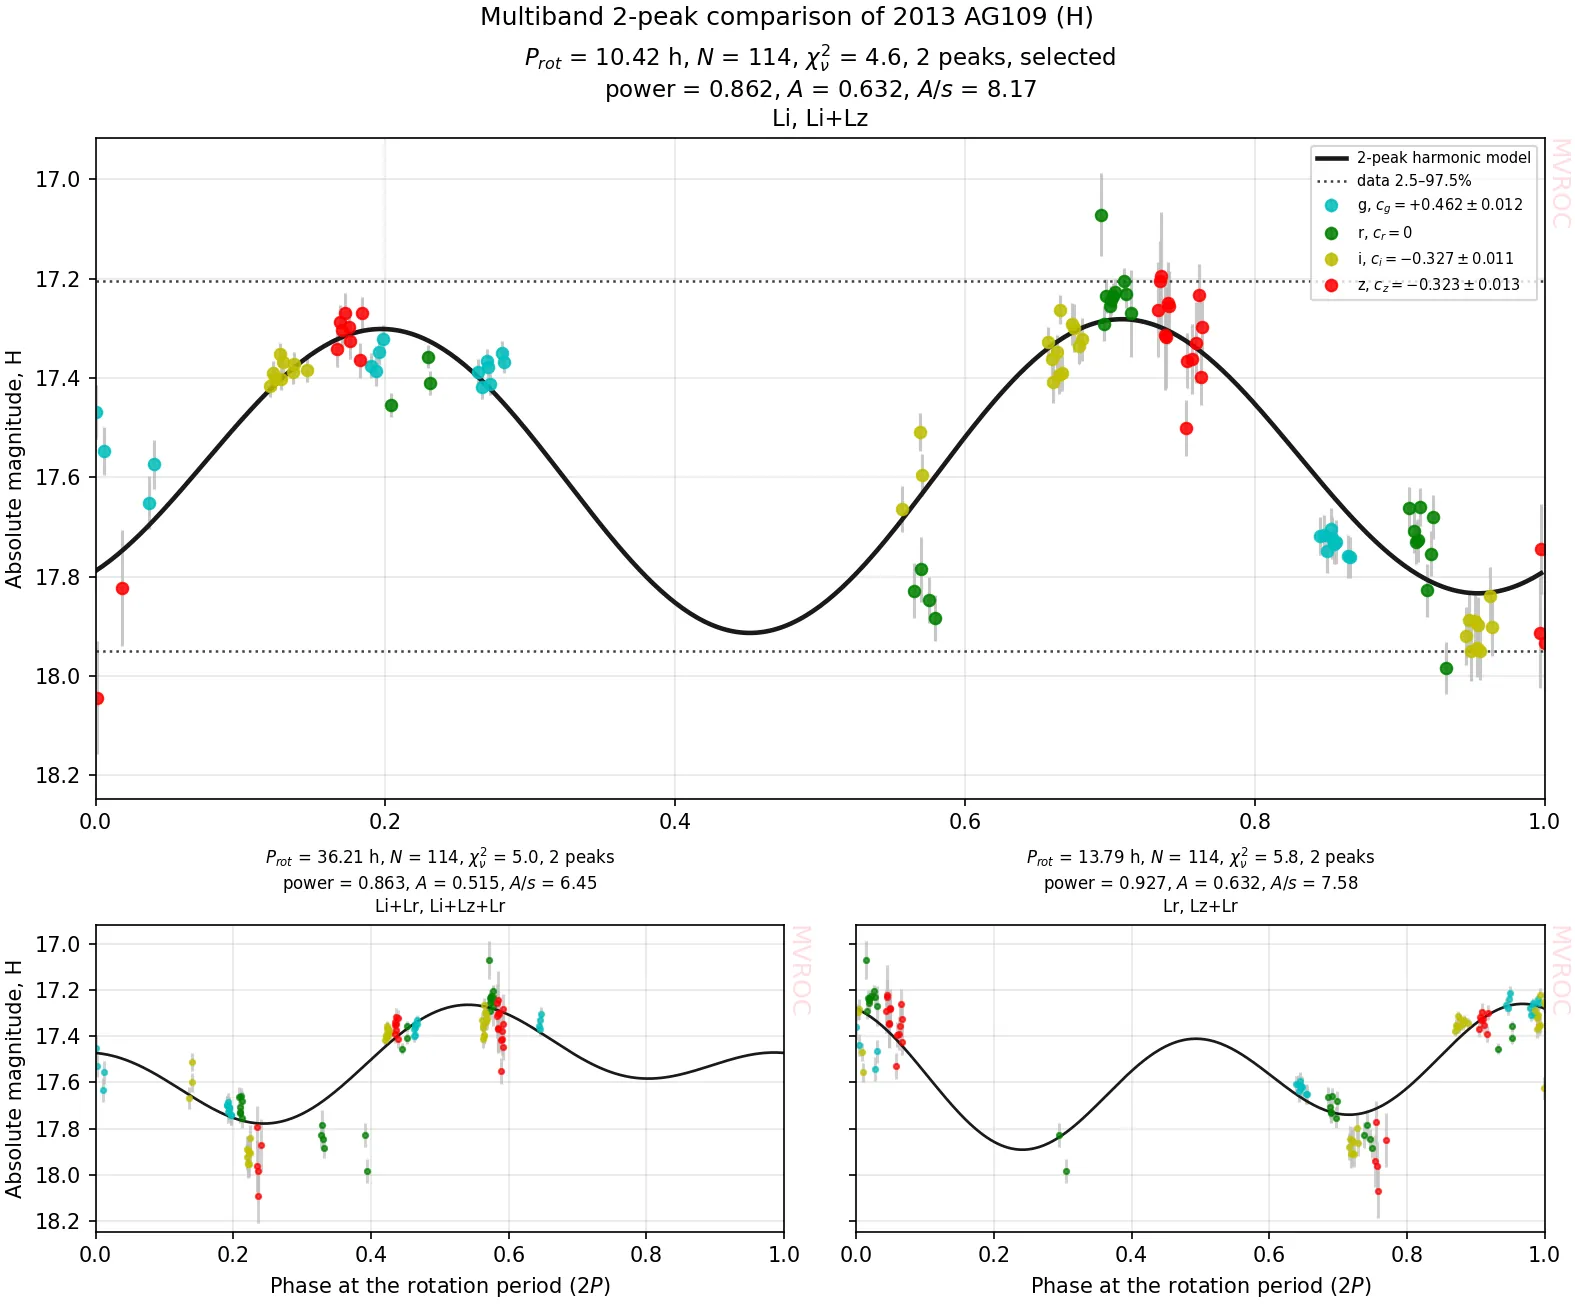 Multiband 2-peak comparison of 2013 AG109 (H)
P_rot = 10.42 h, N = 114, χ²_ν = 4.6, 2 peaks, selected
power = 0.862, A = 0.632, A/s = 8.17
Li, Li+Lz
2-peak harmonic model
data 2.5–97.5%
g, c_g = +0.462 ± 0.012
r, c_r = 0
i, c_i = −0.327 ± 0.011
z, c_z = −0.323 ± 0.013
MVROC
Absolute magnitude, H
17.0
17.2
17.4
17.6
17.8
18.0
18.2
0.0 0.2 0.4 0.6 0.8 1.0
P_rot = 36.21 h, N = 114, χ²_ν = 5.0, 2 peaks
power = 0.863, A = 0.515, A/s = 6.45
Li+Lr, Li+Lz+Lr
MVROC
Absolute magnitude, H
17.0
17.2
17.4
17.6
17.8
18.0
18.2
0.0 0.2 0.4 0.6 0.8 1.0
Phase at the rotation period (2P)
P_rot = 13.79 h, N = 114, χ²_ν = 5.8, 2 peaks
power = 0.927, A = 0.632, A/s = 7.58
Lr, Lz+Lr
MVROC
0.0 0.2 0.4 0.6 0.8 1.0
Phase at the rotation period (2P)